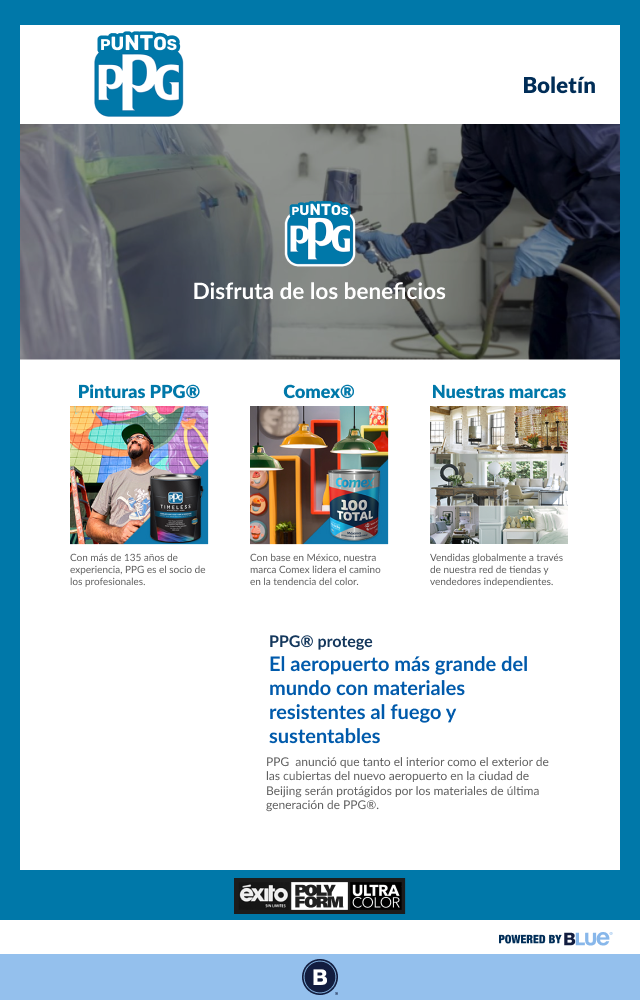 PUNTOS
PPG
Boletín
PUNTOS
PPG
Disfruta de los beneficios
Pinturas PPG®
Comex®
Nuestras marcas
PPG
TIMELESS
Comex
100
TOTAL
Con más de 135 años de
experiencia, PPG es el socio de
los profesionales.
Con base en México, nuestra
marca Comex lidera el camino
en la tendencia del color.
Vendidas globalmente a través
de nuestra red de tiendas y
vendedores independientes.
PPG® protege
El aeropuerto más grande del
mundo con materiales
resistentes al fuego y
sustentables
PPG  anunció que tanto el interior como el exterior de
las cubiertas del nuevo aeropuerto en la ciudad de
Beijing serán protágidos por los materiales de última
generación de PPG®.
éxito
SIN LIMITES
POLY
FORM
ULTRA
COLOR
POWERED BY BLUe
B